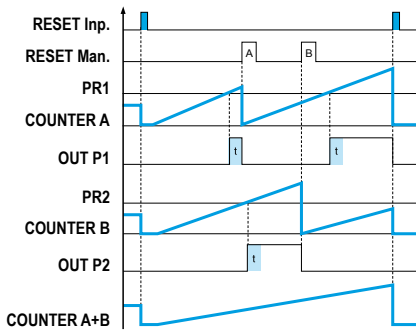 RESET Inp.
RESET Man.
A
B
PR1
COUNTER A
OUT P1
t
t
PR2
COUNTER B
OUT P2
t
COUNTER A+B